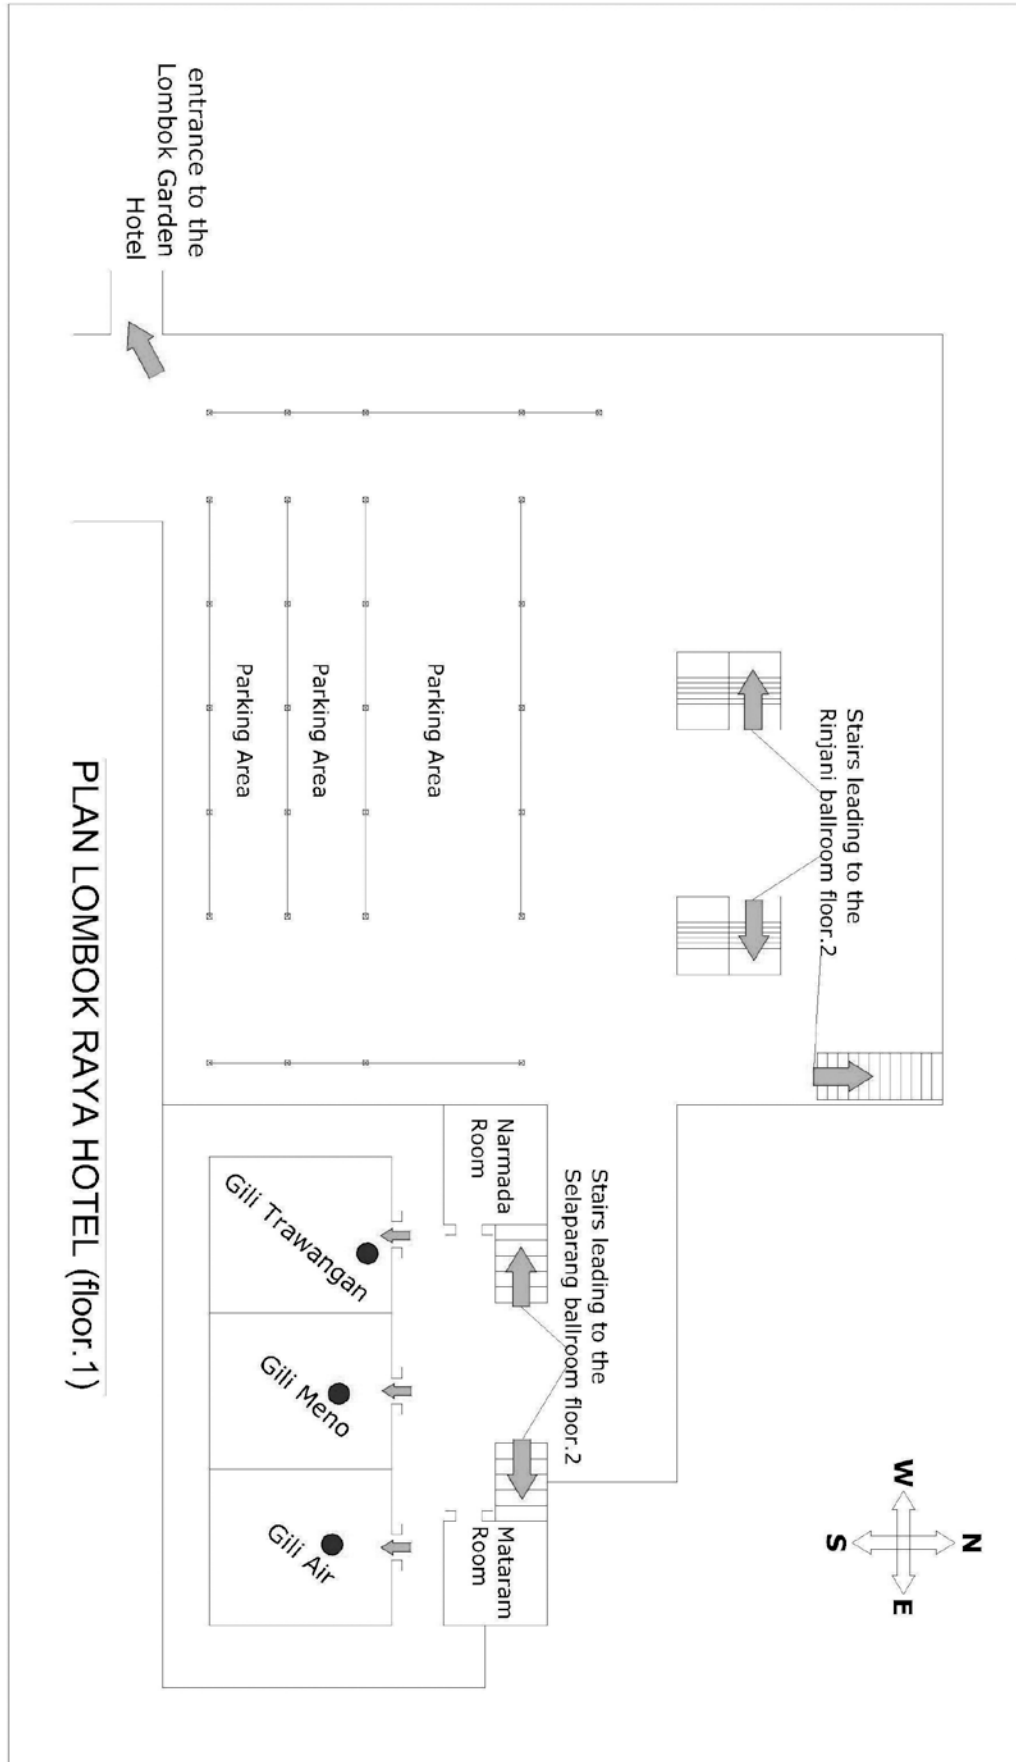 entrance to the
Lombok Garden
Hotel
Stairs leading to the
Rinjani ballroom floor.2
Parking Area
Parking Area
Parking Area
Stairs leading to the
Selaparang ballroom floor.2
Narmada
Room
Mataram
Room
Gili Trawangan
Gili Meno
Gili Air
N
W
E
S
PLAN LOMBOK RAYA HOTEL (floor.1)